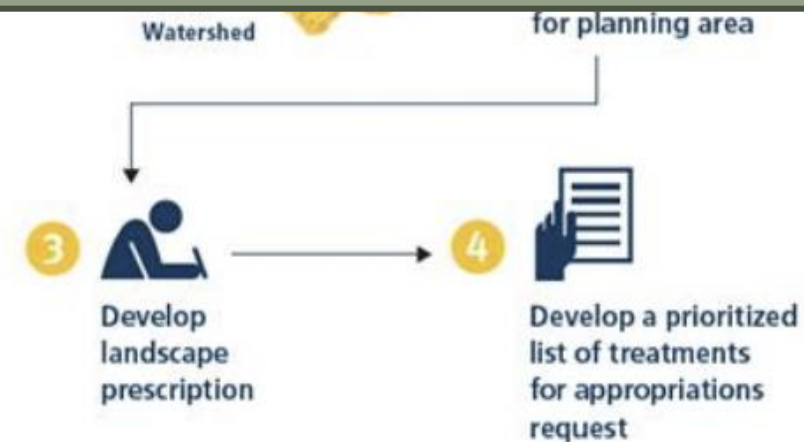 Watershed
for planning area
3
Develop
landscape
prescription
4
Develop a prioritized
list of treatments
for appropriations
request